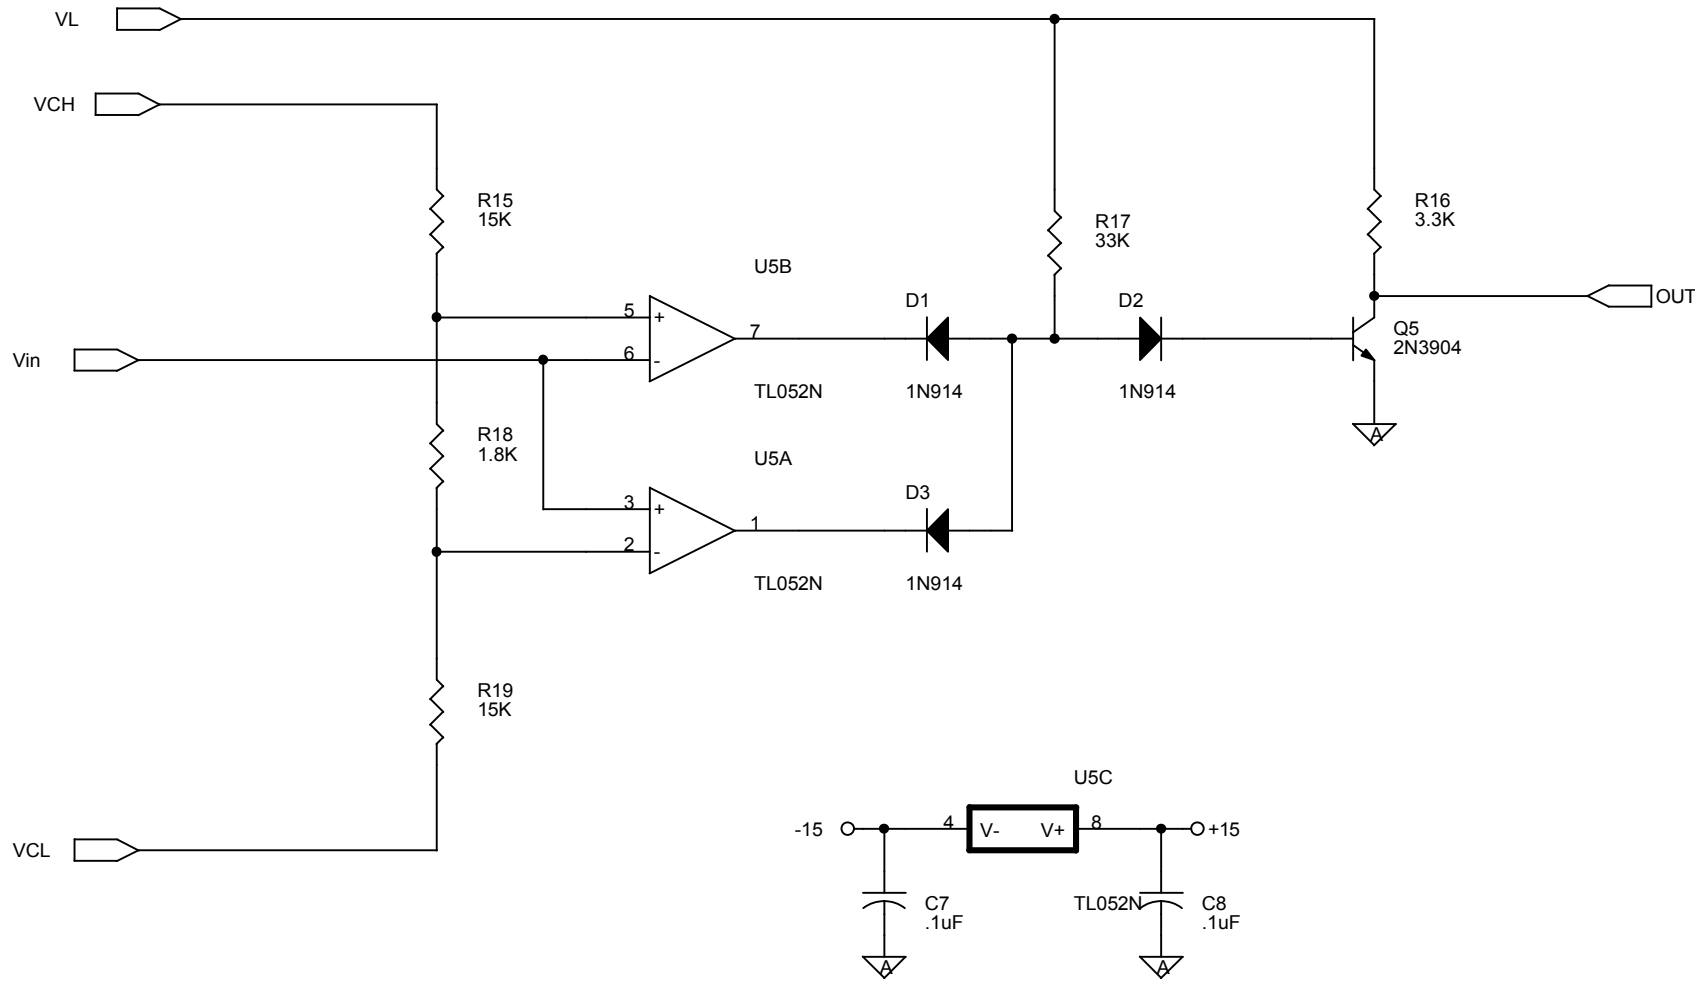 VL
VCH
R15
15K
R16
3.3K
R17
33K
U5B
5
+
7
6
-
TL052N
D1
1N914
D2
1N914
OUT
Q5
2N3904
A
Vin
R18
1.8K
U5A
3
+
1
2
-
TL052N
D3
1N914
R19
15K
VCL
U5C
-15
4
V-
V+
8
+15
TL052N
C7
.1uF
C8
.1uF
A
A